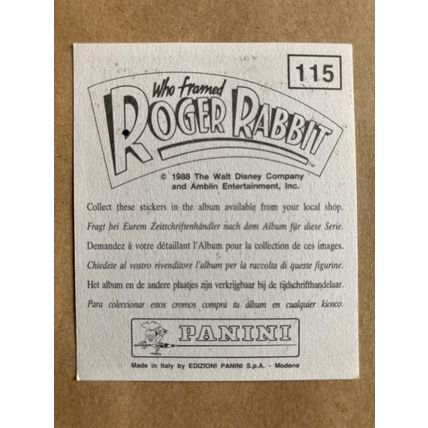 115
Who Framed
ROGER RABBIT
TM
© 1988 The Walt Disney Company
and Amblin Entertainment, Inc.
Collect these stickers in the album available from your local shop.
Fragt bei Eurem Zeitschriftenhändler nach dem Album für diese Serie.
Demandez à votre détaillant l'Album pour la collection de ces images.
Chiedete al vostro rivenditore l'album per la raccolta di queste figurine.
Het album en de andere plaatjes zijn verkrijgbaar bij de tijdschrifthandelaar.
Para coleccionar estos cromos compra tu álbum en cualquier kiosco.
PANINI
Made in Italy by EDIZIONI PANINI S.p.A. - Modena